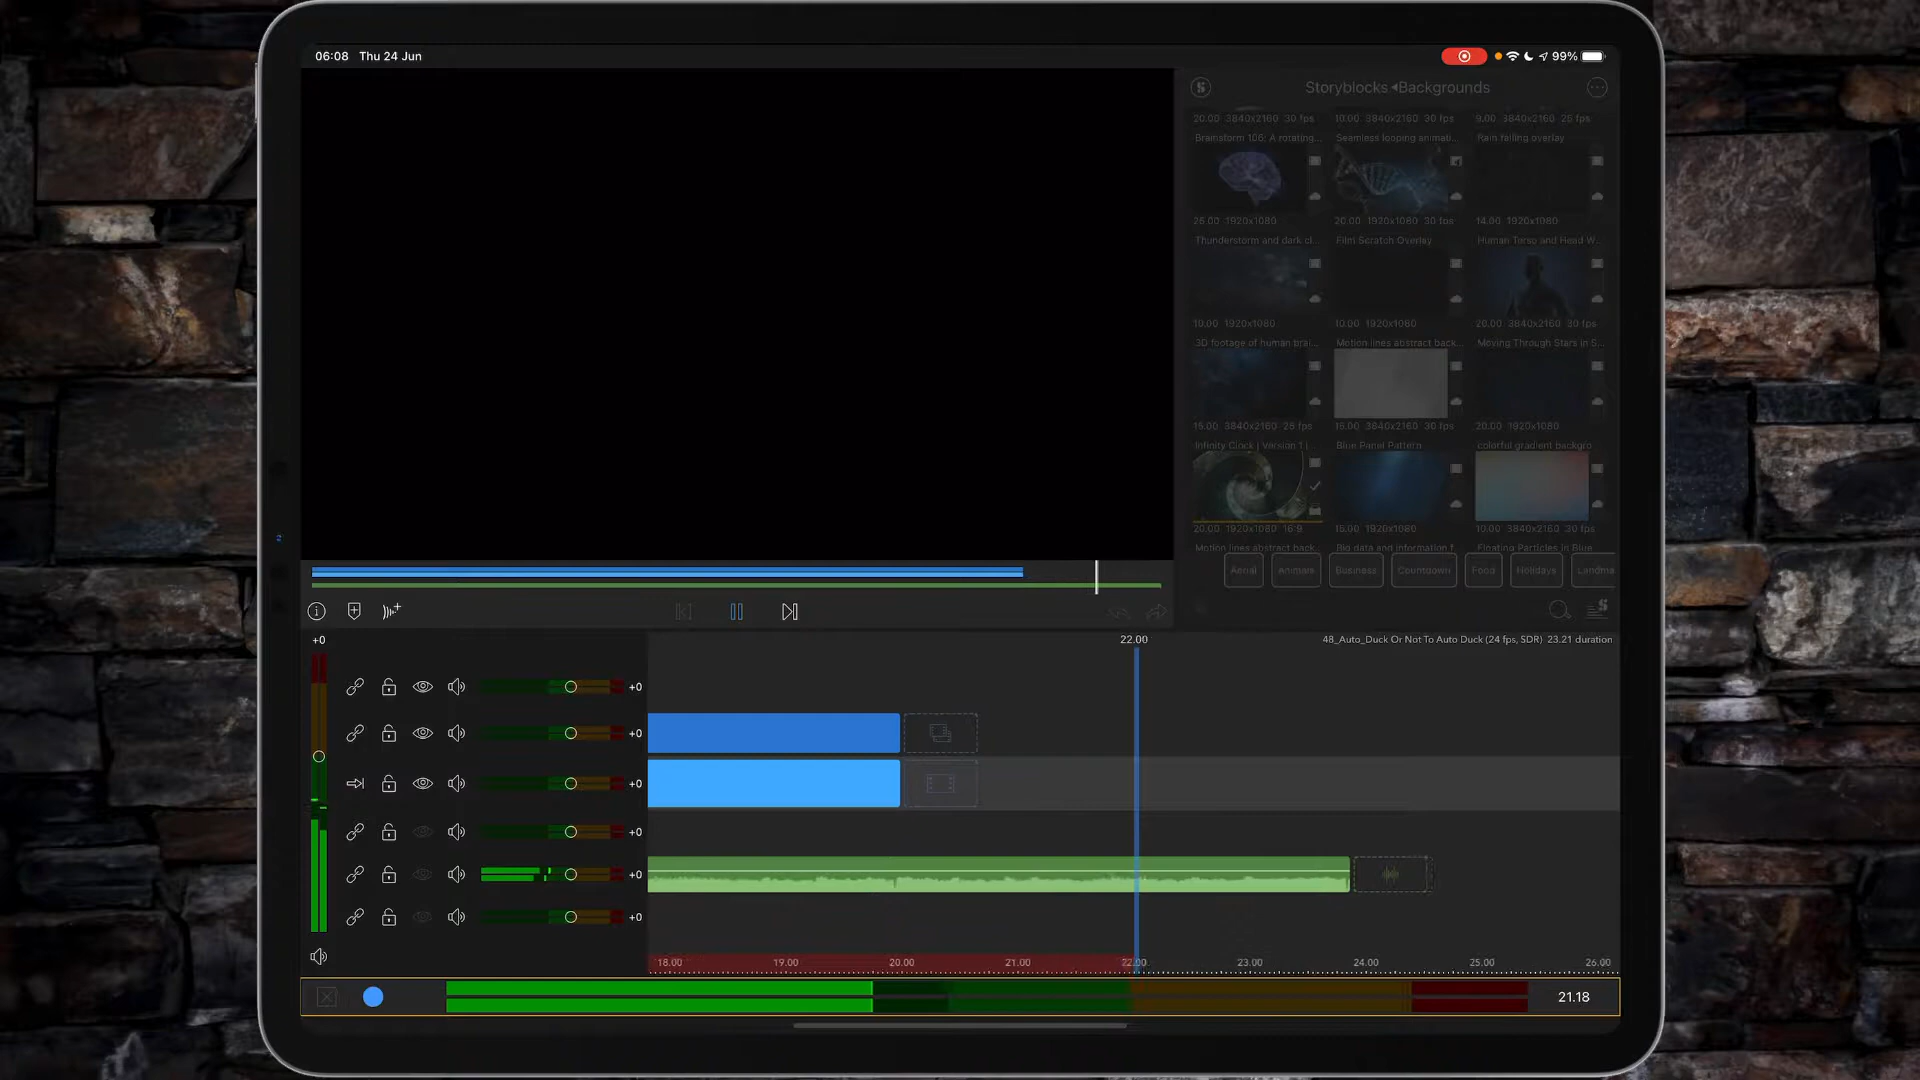 06:08 Thu 24 Jun
99%
Storyblocks ◂Backgrounds
20.00 3840x2160 30 fps
10.00 3840x2160 30 fps
9.00 3840x2160 25 fps
Brainstorm 106: A rotating...
Seamless looping animati...
Rain falling overlay
25.00 1920x1080
20.00 1920x1080 30 fps
14.00 1920x1080
Thunderstorm and dark cl...
Film Scratch Overlay
Human Torso and Head W...
10.00 1920x1080
10.00 1920x1080
20.00 3840x2160 30 fps
3D footage of human brai...
Motion lines abstract back...
Moving Through Stars in S...
15.00 3840x2160 25 fps
15.00 3840x2160 30 fps
20.00 1920x1080
Infinity Clock | Version 1 |
Blue Panel Pattern
colorful gradient backgro
20.00 1920x1080 16:9
15.00 1920x1080
10.00 3840x2160 30 fps
Motion lines abstract back...
Big data and information f
Floating Particles in Blue
Aerial
Animals
Business
Countdown
Food
Holidays
Landma
+0
22.00
48_Auto_Duck Or Not To Auto Duck (24 fps, SDR) 23.21 duration
+0
+0
+0
+0
+0
+0
18.00 19.00 20.00 21.00 22.00 23.00 24.00 25.00 26.00
21.18